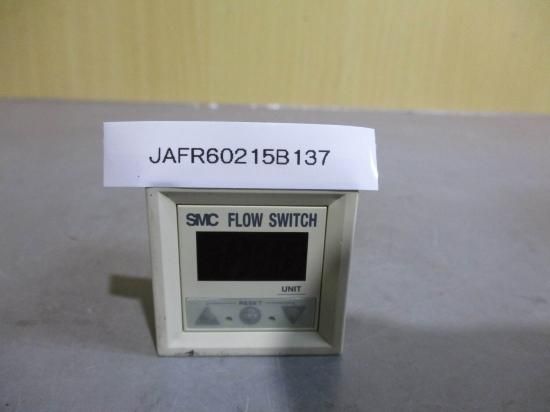 JAFR60215B137
SMC FLOW SWITCH
UNIT
RESET